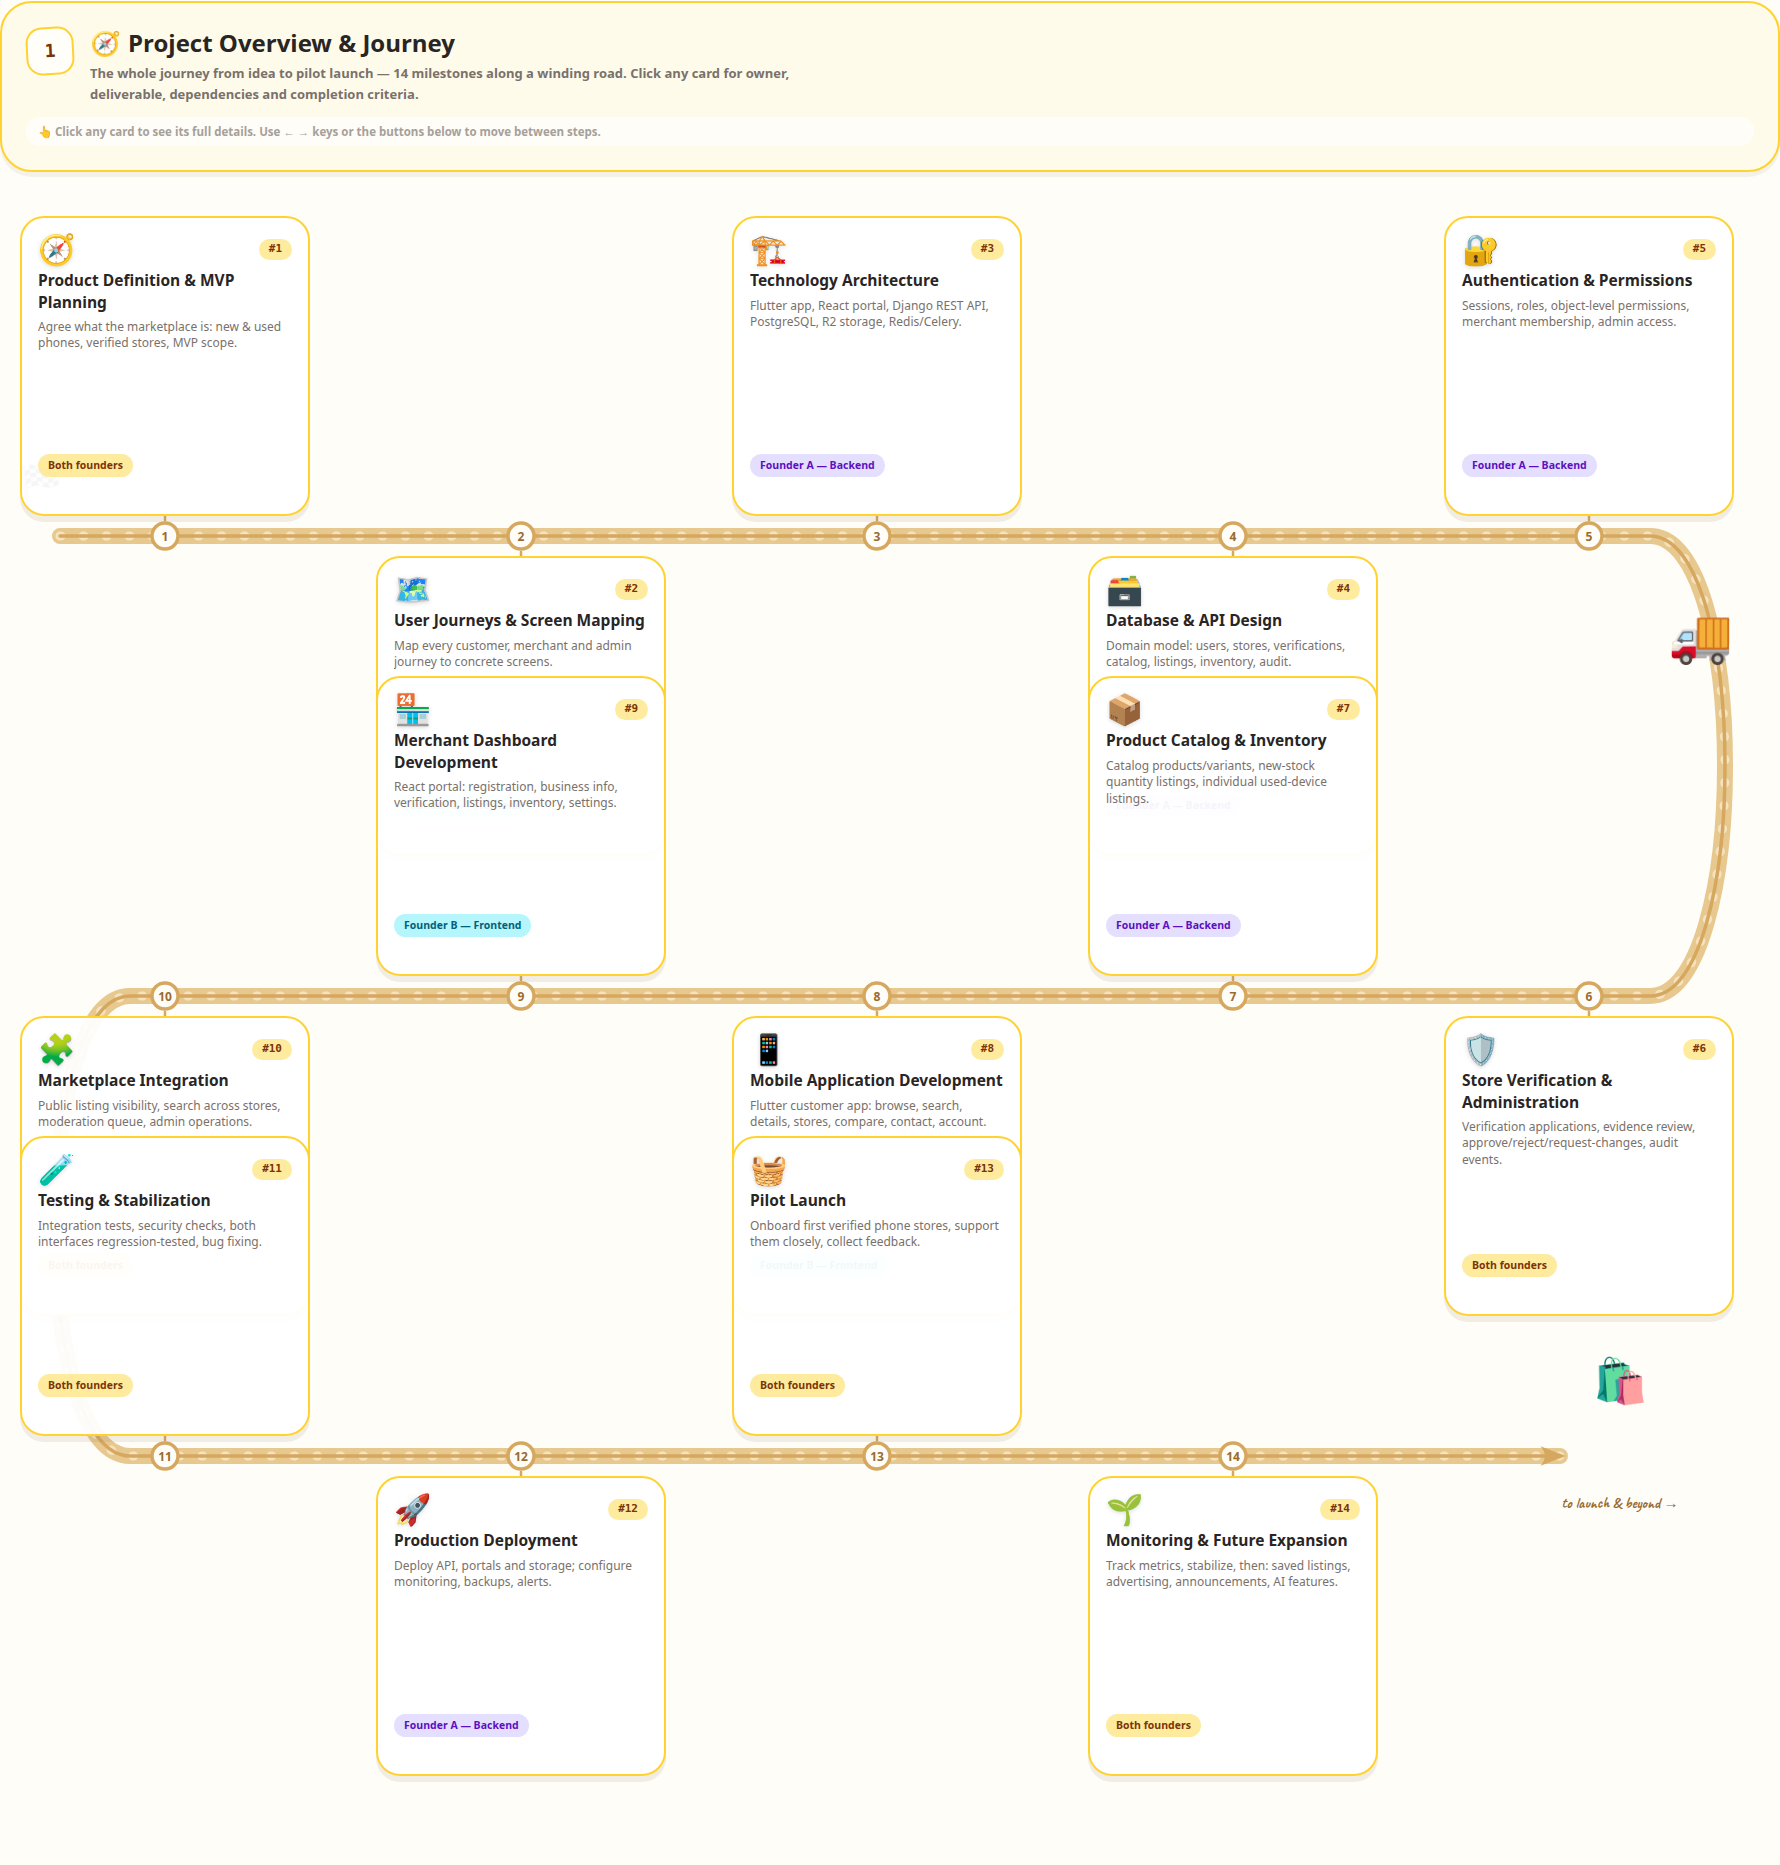 1
🧭 Project Overview & Journey
The whole journey from idea to pilot launch — 14 milestones along a winding road. Click any card for owner,
deliverable, dependencies and completion criteria.
👆 Click any card to see its full details. Use ← → keys or the buttons below to move between steps.
#1
Product Definition & MVP
Planning
Agree what the marketplace is: new & used
phones, verified stores, MVP scope.
Both founders
#3
Technology Architecture
Flutter app, React portal, Django REST API,
PostgreSQL, R2 storage, Redis/Celery.
Founder A — Backend
#5
Authentication & Permissions
Sessions, roles, object-level permissions,
merchant membership, admin access.
Founder A — Backend
1
2
3
4
5
#2
User Journeys & Screen Mapping
Map every customer, merchant and admin
journey to concrete screens.
#4
Database & API Design
Domain model: users, stores, verifications,
catalog, listings, inventory, audit.
24
#9
Merchant Dashboard
Development
React portal: registration, business info,
verification, listings, inventory, settings.
Founder B — Frontend
#7
Product Catalog & Inventory
Catalog products/variants, new-stock
quantity listings, individual used-device
listings.
Founder A — Backend
Founder A — Backend
10
9
8
7
6
#10
Marketplace Integration
Public listing visibility, search across stores,
moderation queue, admin operations.
#8
Mobile Application Development
Flutter customer app: browse, search,
details, stores, compare, contact, account.
#6
Store Verification &
Administration
Verification applications, evidence review,
approve/reject/request-changes, audit
events.
Both founders
#11
Testing & Stabilization
Integration tests, security checks, both
interfaces regression-tested, bug fixing.
Both founders
Both founders
#13
Pilot Launch
Onboard first verified phone stores, support
them closely, collect feedback.
Founder B — Frontend
Both founders
11
12
13
14
to launch & beyond →
#12
Production Deployment
Deploy API, portals and storage; configure
monitoring, backups, alerts.
Founder A — Backend
#14
Monitoring & Future Expansion
Track metrics, stabilize, then: saved listings,
advertising, announcements, AI features.
Both founders